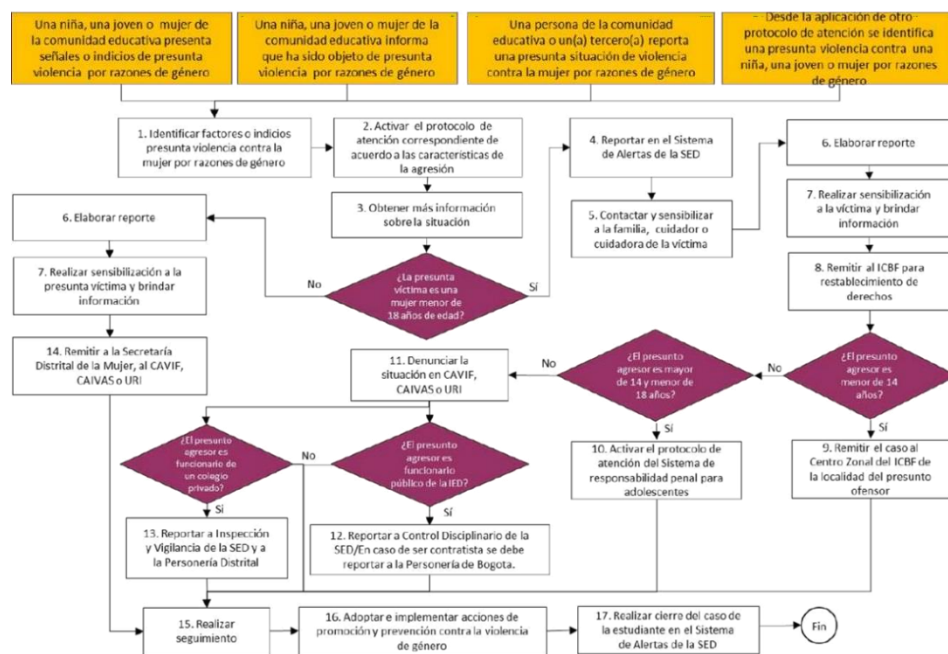 Una niña, una joven o mujer de
la comunidad educativa presenta
señales o indicios de presunta
violencia por razones de género
Una niña, una joven o mujer de la
comunidad educativa informa
que ha sido objeto de presunta
violencia por razones de género
Una persona de la comunidad
educativa o un(a) tercero(a) reporta
una presunta situación de violencia
contra la mujer por razones de género
Desde la aplicación de otro
protocolo de atención se identifica
una presunta violencia contra una
niña, una joven o mujer por razones
de género
1. Identificar factores o indicios
presunta violencia contra la
mujer por razones de género
2. Activar el protocolo de
atención correspondiente de
acuerdo a las características de
la agresión
4. Reportar en el Sistema
de Alertas de la SED
6. Elaborar reporte
3. Obtener más información
sobre la situación
5. Contactar y sensibilizar
a la familia, cuidador o
cuidadora de la víctima
7. Realizar sensibilización
a la víctima y brindar
información
6. Elaborar reporte
7. Realizar sensibilización a la
presunta víctima y brindar
información
No
¿La presunta
víctima es una
mujer menor de
18 años de edad?
Sí
8. Remitir al ICBF para
restablecimiento de
derechos
14. Remitir a la Secretaría
Distrital de la Mujer, al CAVIF,
CAIVAS o URI
11. Denunciar la
situación en CAVIF,
CAIVAS o URI
No
¿El presunto
agresor es mayor
de 14 y menor de
18 años?
No
¿El presunto
agresor es
menor de 14
años?
Sí
Sí
¿El presunto
agresor es
funcionario de
un colegio
privado?
No
¿El presunto
agresor es
funcionario
público de la IED?
No
10. Activar el protocolo de
atención del Sistema de
responsabilidad penal para
adolescentes
9. Remitir el caso al
Centro Zonal del ICBF de
la localidad del presunto
ofensor
Sí
Sí
13. Reportar a Inspección
y Vigilancia de la SED y a
la Personería Distrital
12. Reportar a Control Disciplinario de la
SED/En caso de ser contratista se debe
reportar a la Personería de Bogota.
15. Realizar
seguimiento
16. Adoptar e implementar acciones de
promoción y prevención contra la violencia
de género
17. Realizar cierre del caso de
la estudiante en el Sistema
de Alertas de la SED
Fin